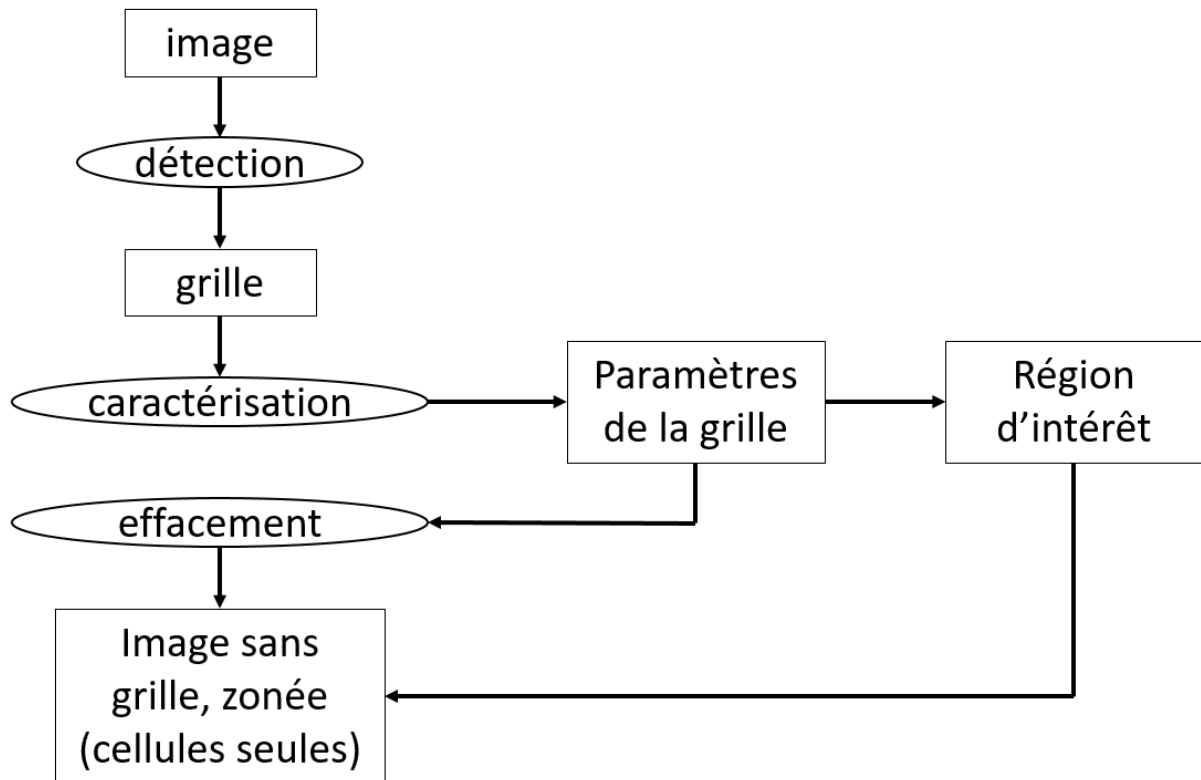 image
détection
grille
caractérisation
Paramètres
de la grille
Région
d’intérêt
effacement
Image sans
grille, zonée
(cellules seules)